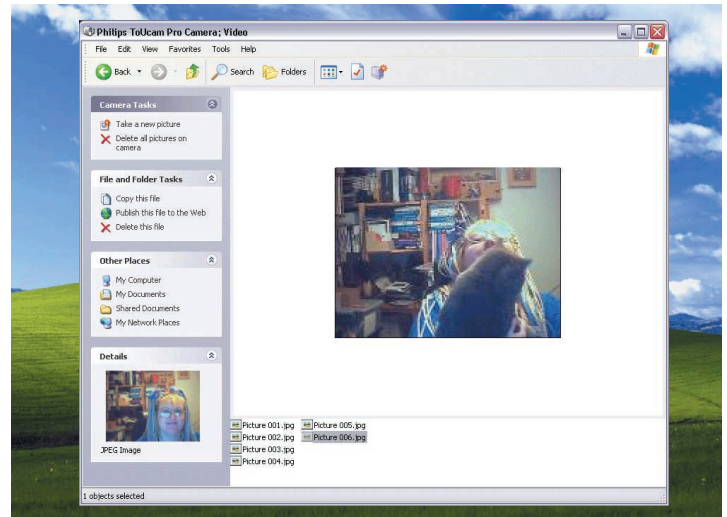 Philips ToUcam Pro Camera; Video
File Edit View Favorites Tools Help
Back Search Folders
Camera Tasks
Take a new picture
Delete all pictures on
camera
File and Folder Tasks
Copy this file
Publish this file to the Web
Delete this file
Other Places
My Computer
My Documents
Shared Documents
My Network Places
Details
JPEG Image
Picture 001.jpg Picture 005.jpg
Picture 002.jpg Picture 006.jpg
Picture 003.jpg
Picture 004.jpg
1 objects selected